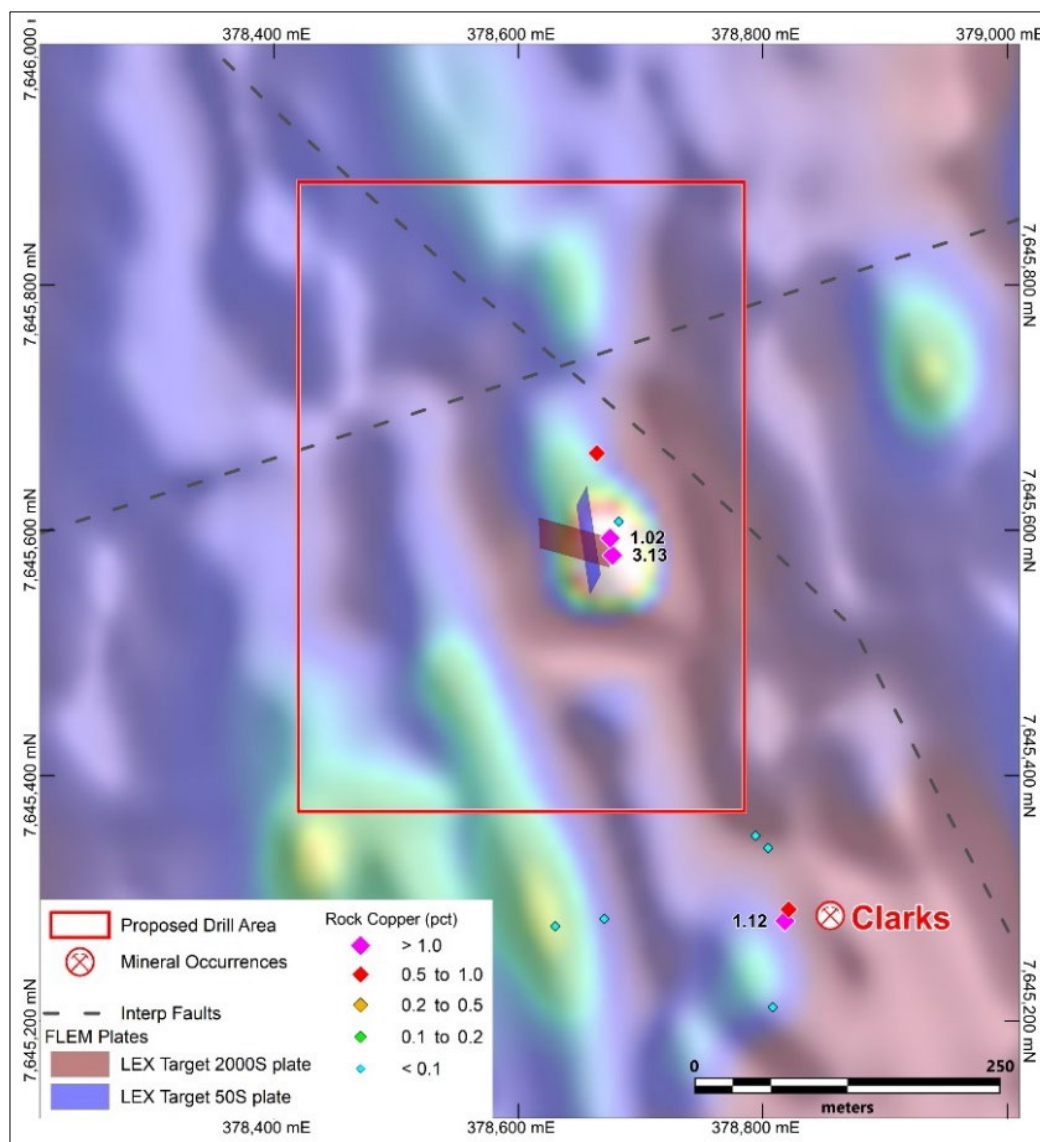 378,400 mE
378,600 mE
378,800 mE
379,000 mE
7,646,000 mN
7,645,800 mN
7,645,800 mN
7,645,600 mN
7,645,600 mN
1.02
3.13
7,645,400 mN
7,645,400 mN
1.12
Clarks
7,645,200 mN
7,645,200 mN
Proposed Drill Area
Mineral Occurrences
Interp Faults
FLEM Plates
LEX Target 2000S plate
LEX Target 50S plate
Rock Copper (pct)
> 1.0
0.5 to 1.0
0.2 to 0.5
0.1 to 0.2
< 0.1
0
250
meters
378,400 mE
378,600 mE
378,800 mE